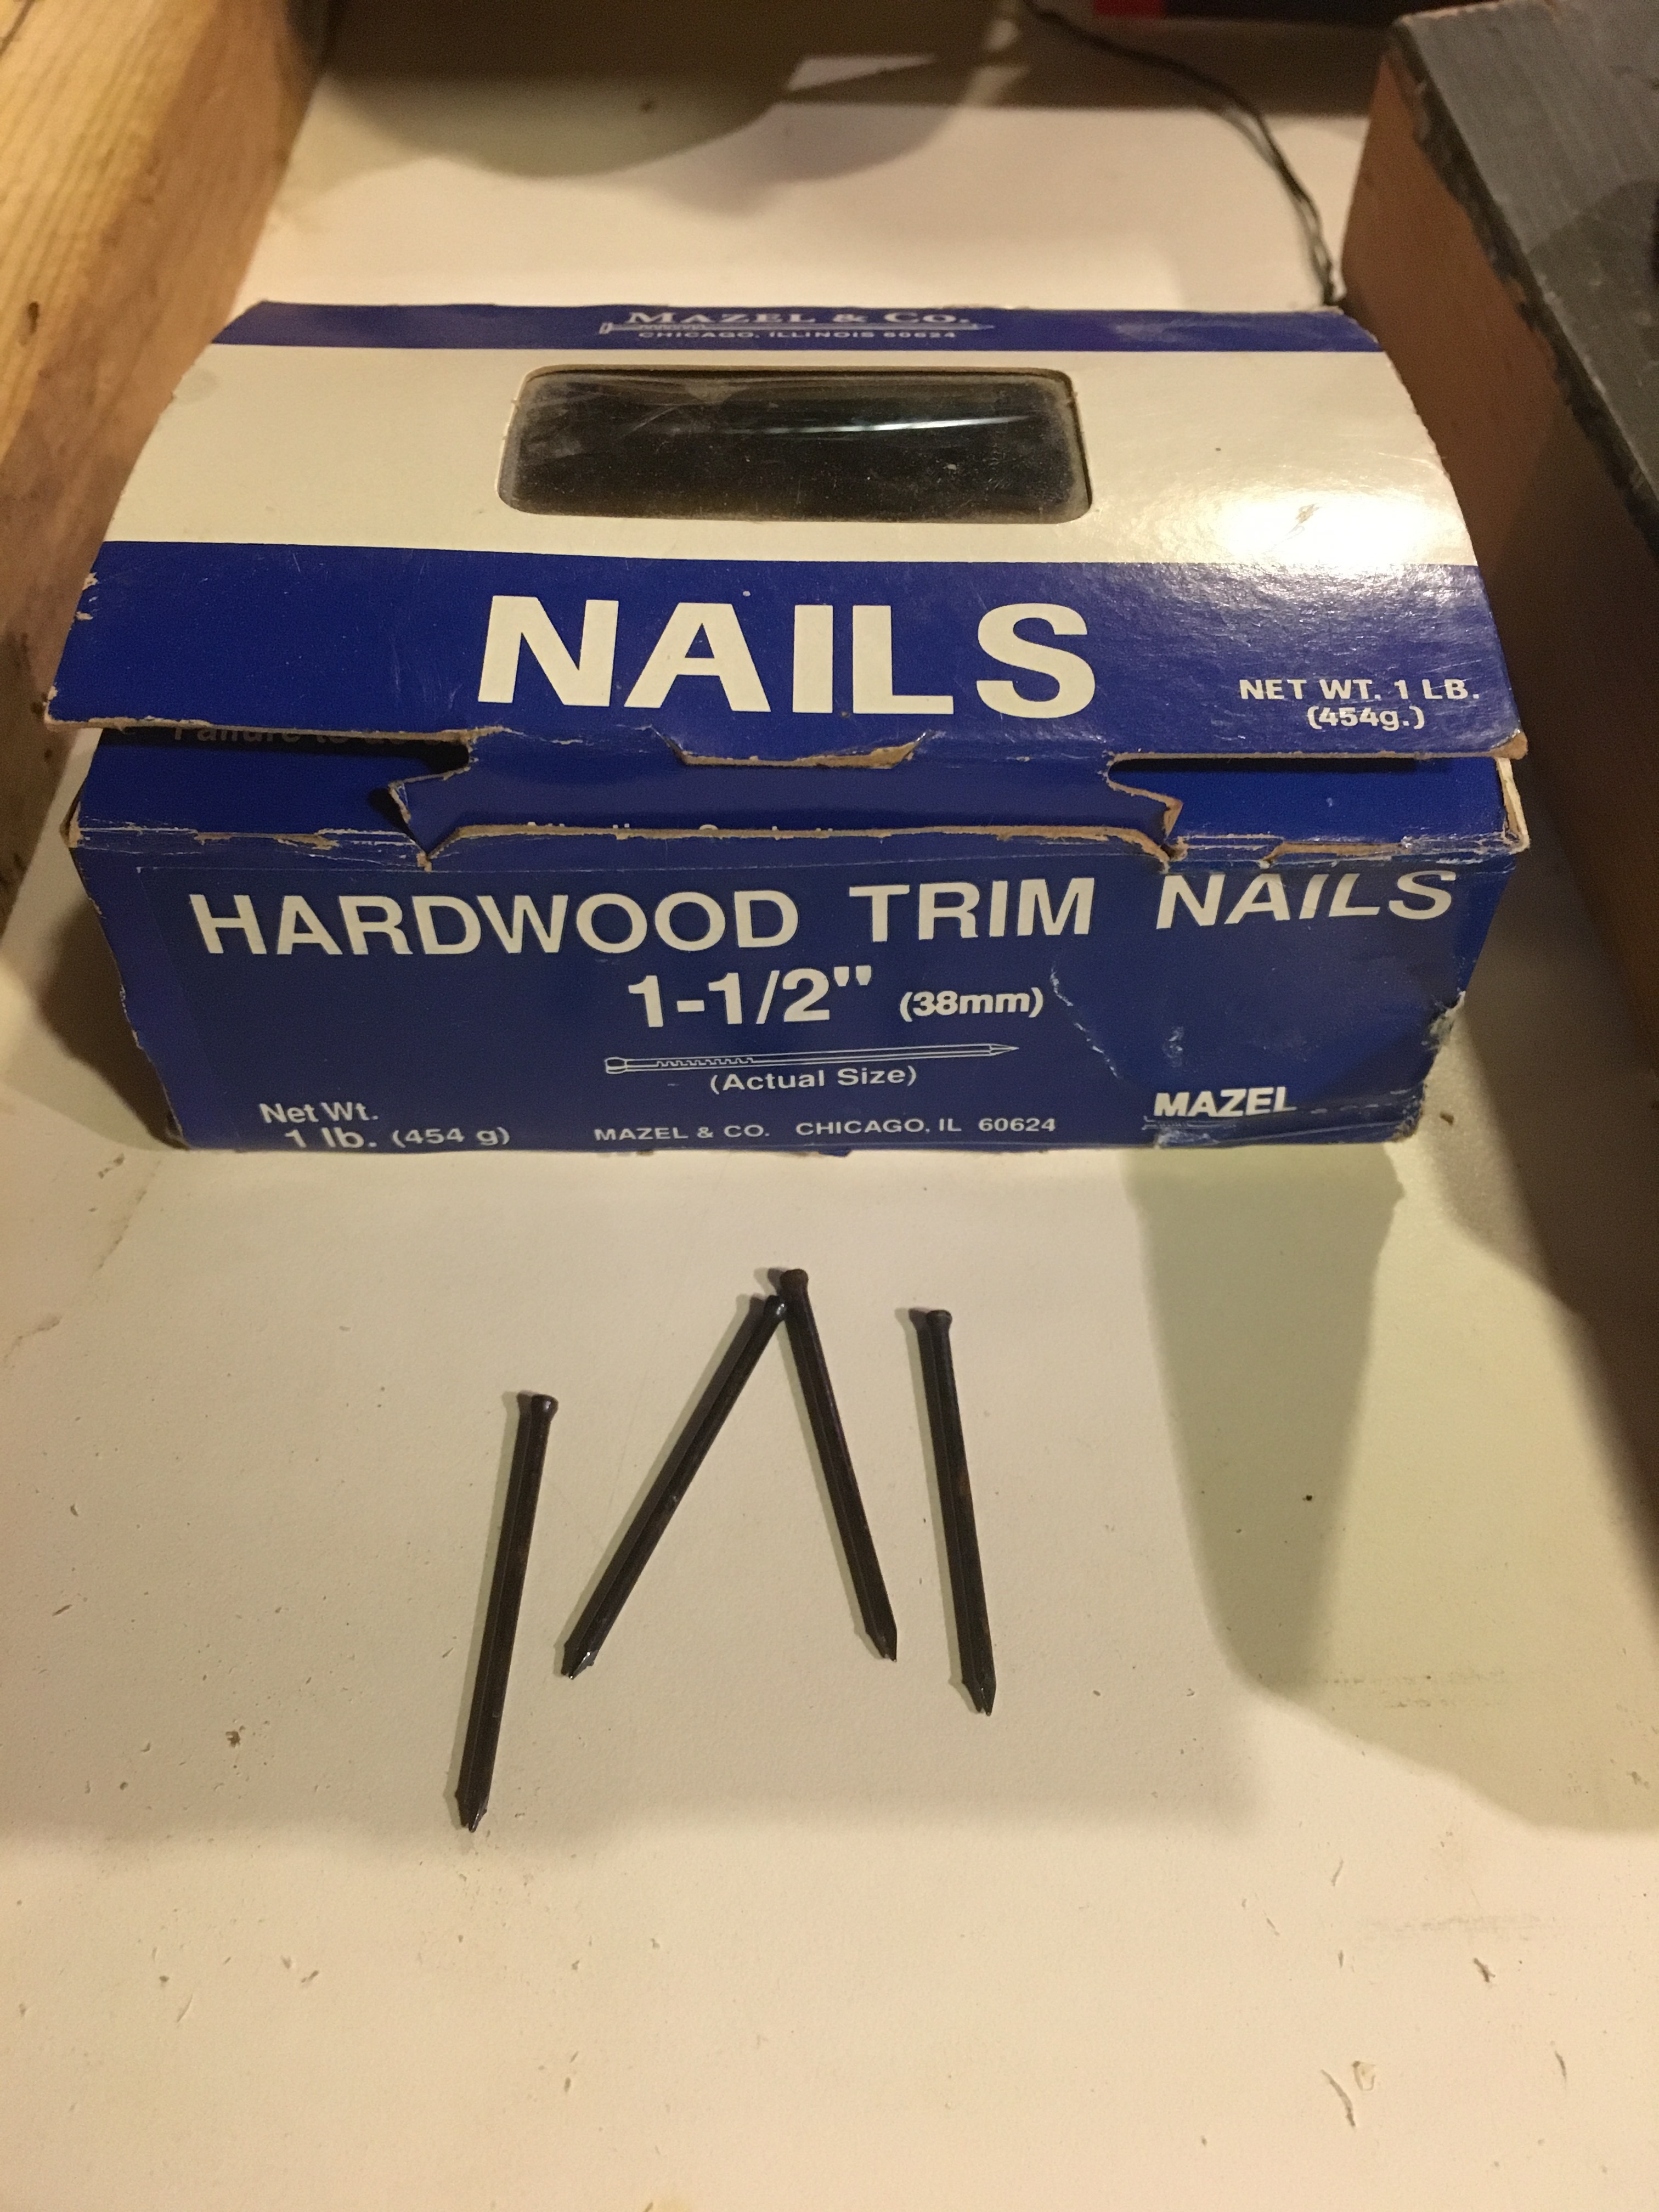 MAZEL & CO.
CHICAGO, ILLINOIS 60624
NAILS
NET WT. 1 LB.
(454g.)
HARDWOOD TRIM NAILS
1-1/2" (38mm)
(Actual Size)
Net Wt.
1 lb. (454 g)
MAZEL & CO. CHICAGO, IL 60624
MAZEL